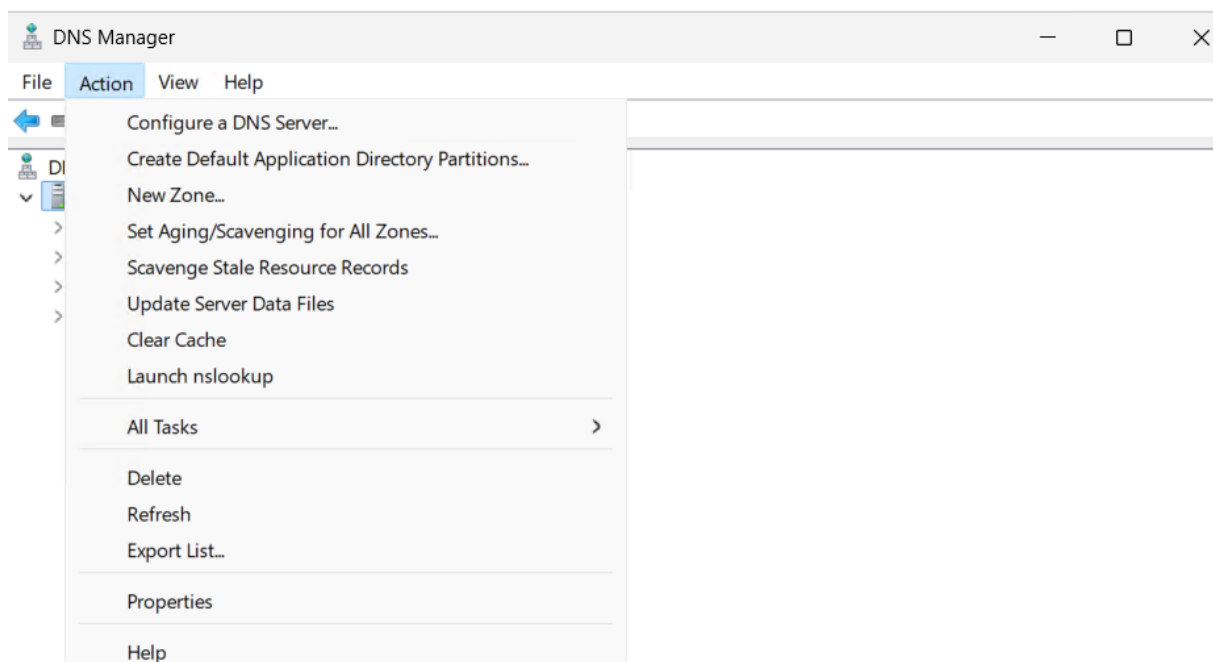 DNS Manager
File Action View Help
Configure a DNS Server...
Create Default Application Directory Partitions...
New Zone...
Set Aging/Scavenging for All Zones...
Scavenge Stale Resource Records
Update Server Data Files
Clear Cache
Launch nslookup
All Tasks
Delete
Refresh
Export List...
Properties
Help